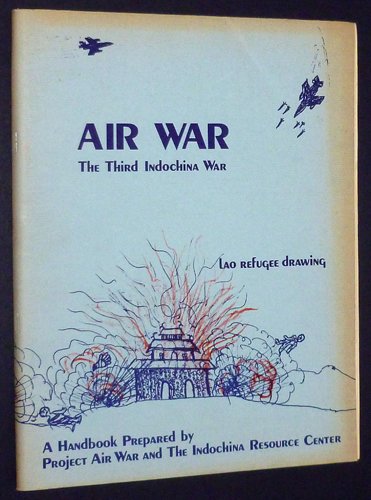 AIR WAR
The Third Indochina War
Lao refugee drawing
A Handbook Prepared by
Project Air War and The Indochina Resource Center